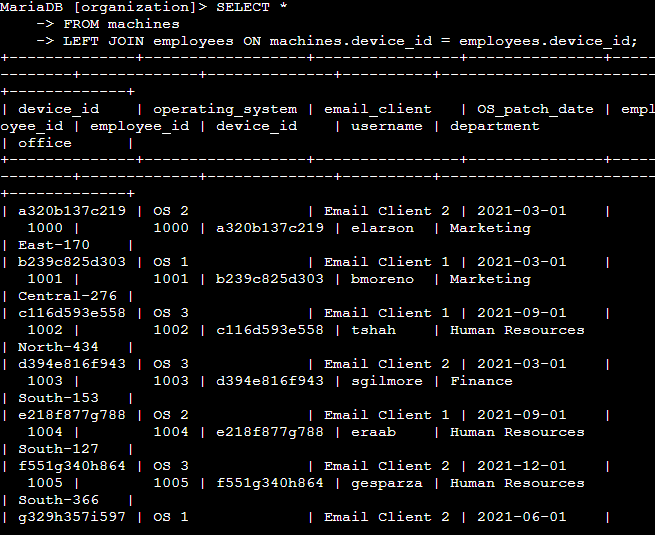 MariaDB [organization]> SELECT *
    -> FROM machines
    -> LEFT JOIN employees ON machines.device_id = employees.device_id;
+--------------+------------------+----------------+---------------+-----
--------+-------------+--------------+----------+------------------------
+-------------+
| device_id    | operating_system | email_client   | OS_patch_date | empl
oyee_id | employee_id | device_id    | username | department
| office      |
+--------------+------------------+----------------+---------------+-----
--------+-------------+--------------+----------+------------------------
+-------------+
| a320b137c219 | OS 2             | Email Client 2 | 2021-03-01    |
   1000 |        1000 | a320b137c219 | elarson  | Marketing
| East-170    |
| b239c825d303 | OS 1             | Email Client 1 | 2021-03-01    |
   1001 |        1001 | b239c825d303 | bmoreno  | Marketing
| Central-276 |
| c116d593e558 | OS 3             | Email Client 1 | 2021-09-01    |
   1002 |        1002 | c116d593e558 | tshah    | Human Resources
| North-434   |
| d394e816f943 | OS 3             | Email Client 2 | 2021-03-01    |
   1003 |        1003 | d394e816f943 | sgilmore | Finance
| South-153   |
| e218f877g788 | OS 2             | Email Client 1 | 2021-09-01    |
   1004 |        1004 | e218f877g788 | eraab    | Human Resources
| South-127   |
| f551g340h864 | OS 3             | Email Client 2 | 2021-12-01    |
   1005 |        1005 | f551g340h864 | gesparza | Human Resources
| South-366   |
| g329h357i597 | OS 1             | Email Client 2 | 2021-06-01    |